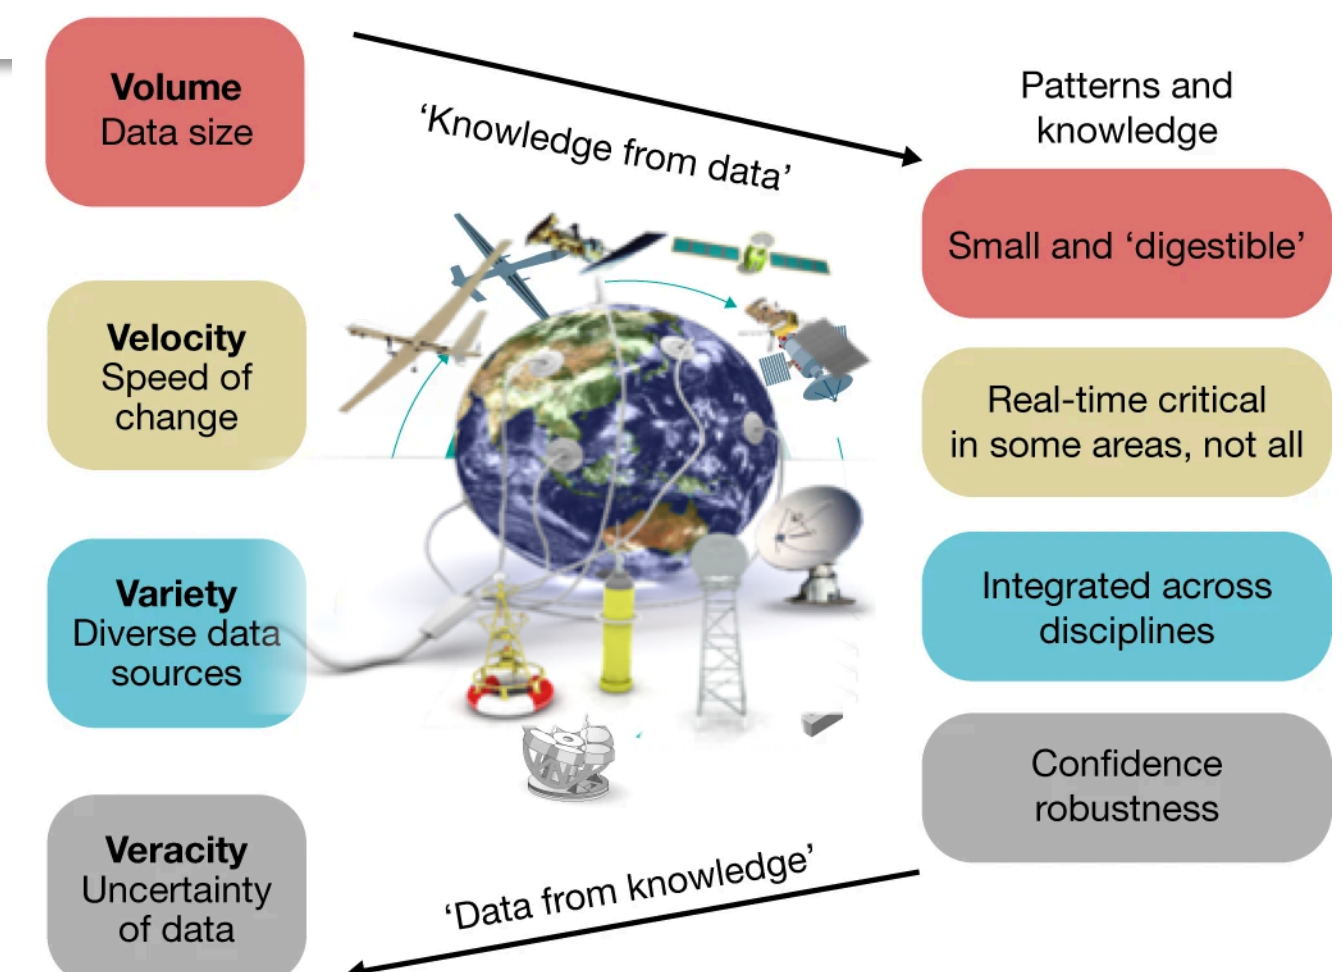 Volume
Data size
Velocity
Speed of
change
Variety
Diverse data
sources
Veracity
Uncertainty
of data
‘Knowledge from data’
‘Data from knowledge’
Patterns and
knowledge
Small and ‘digestible’
Real-time critical
in some areas, not all
Integrated across
disciplines
Confidence
robustness